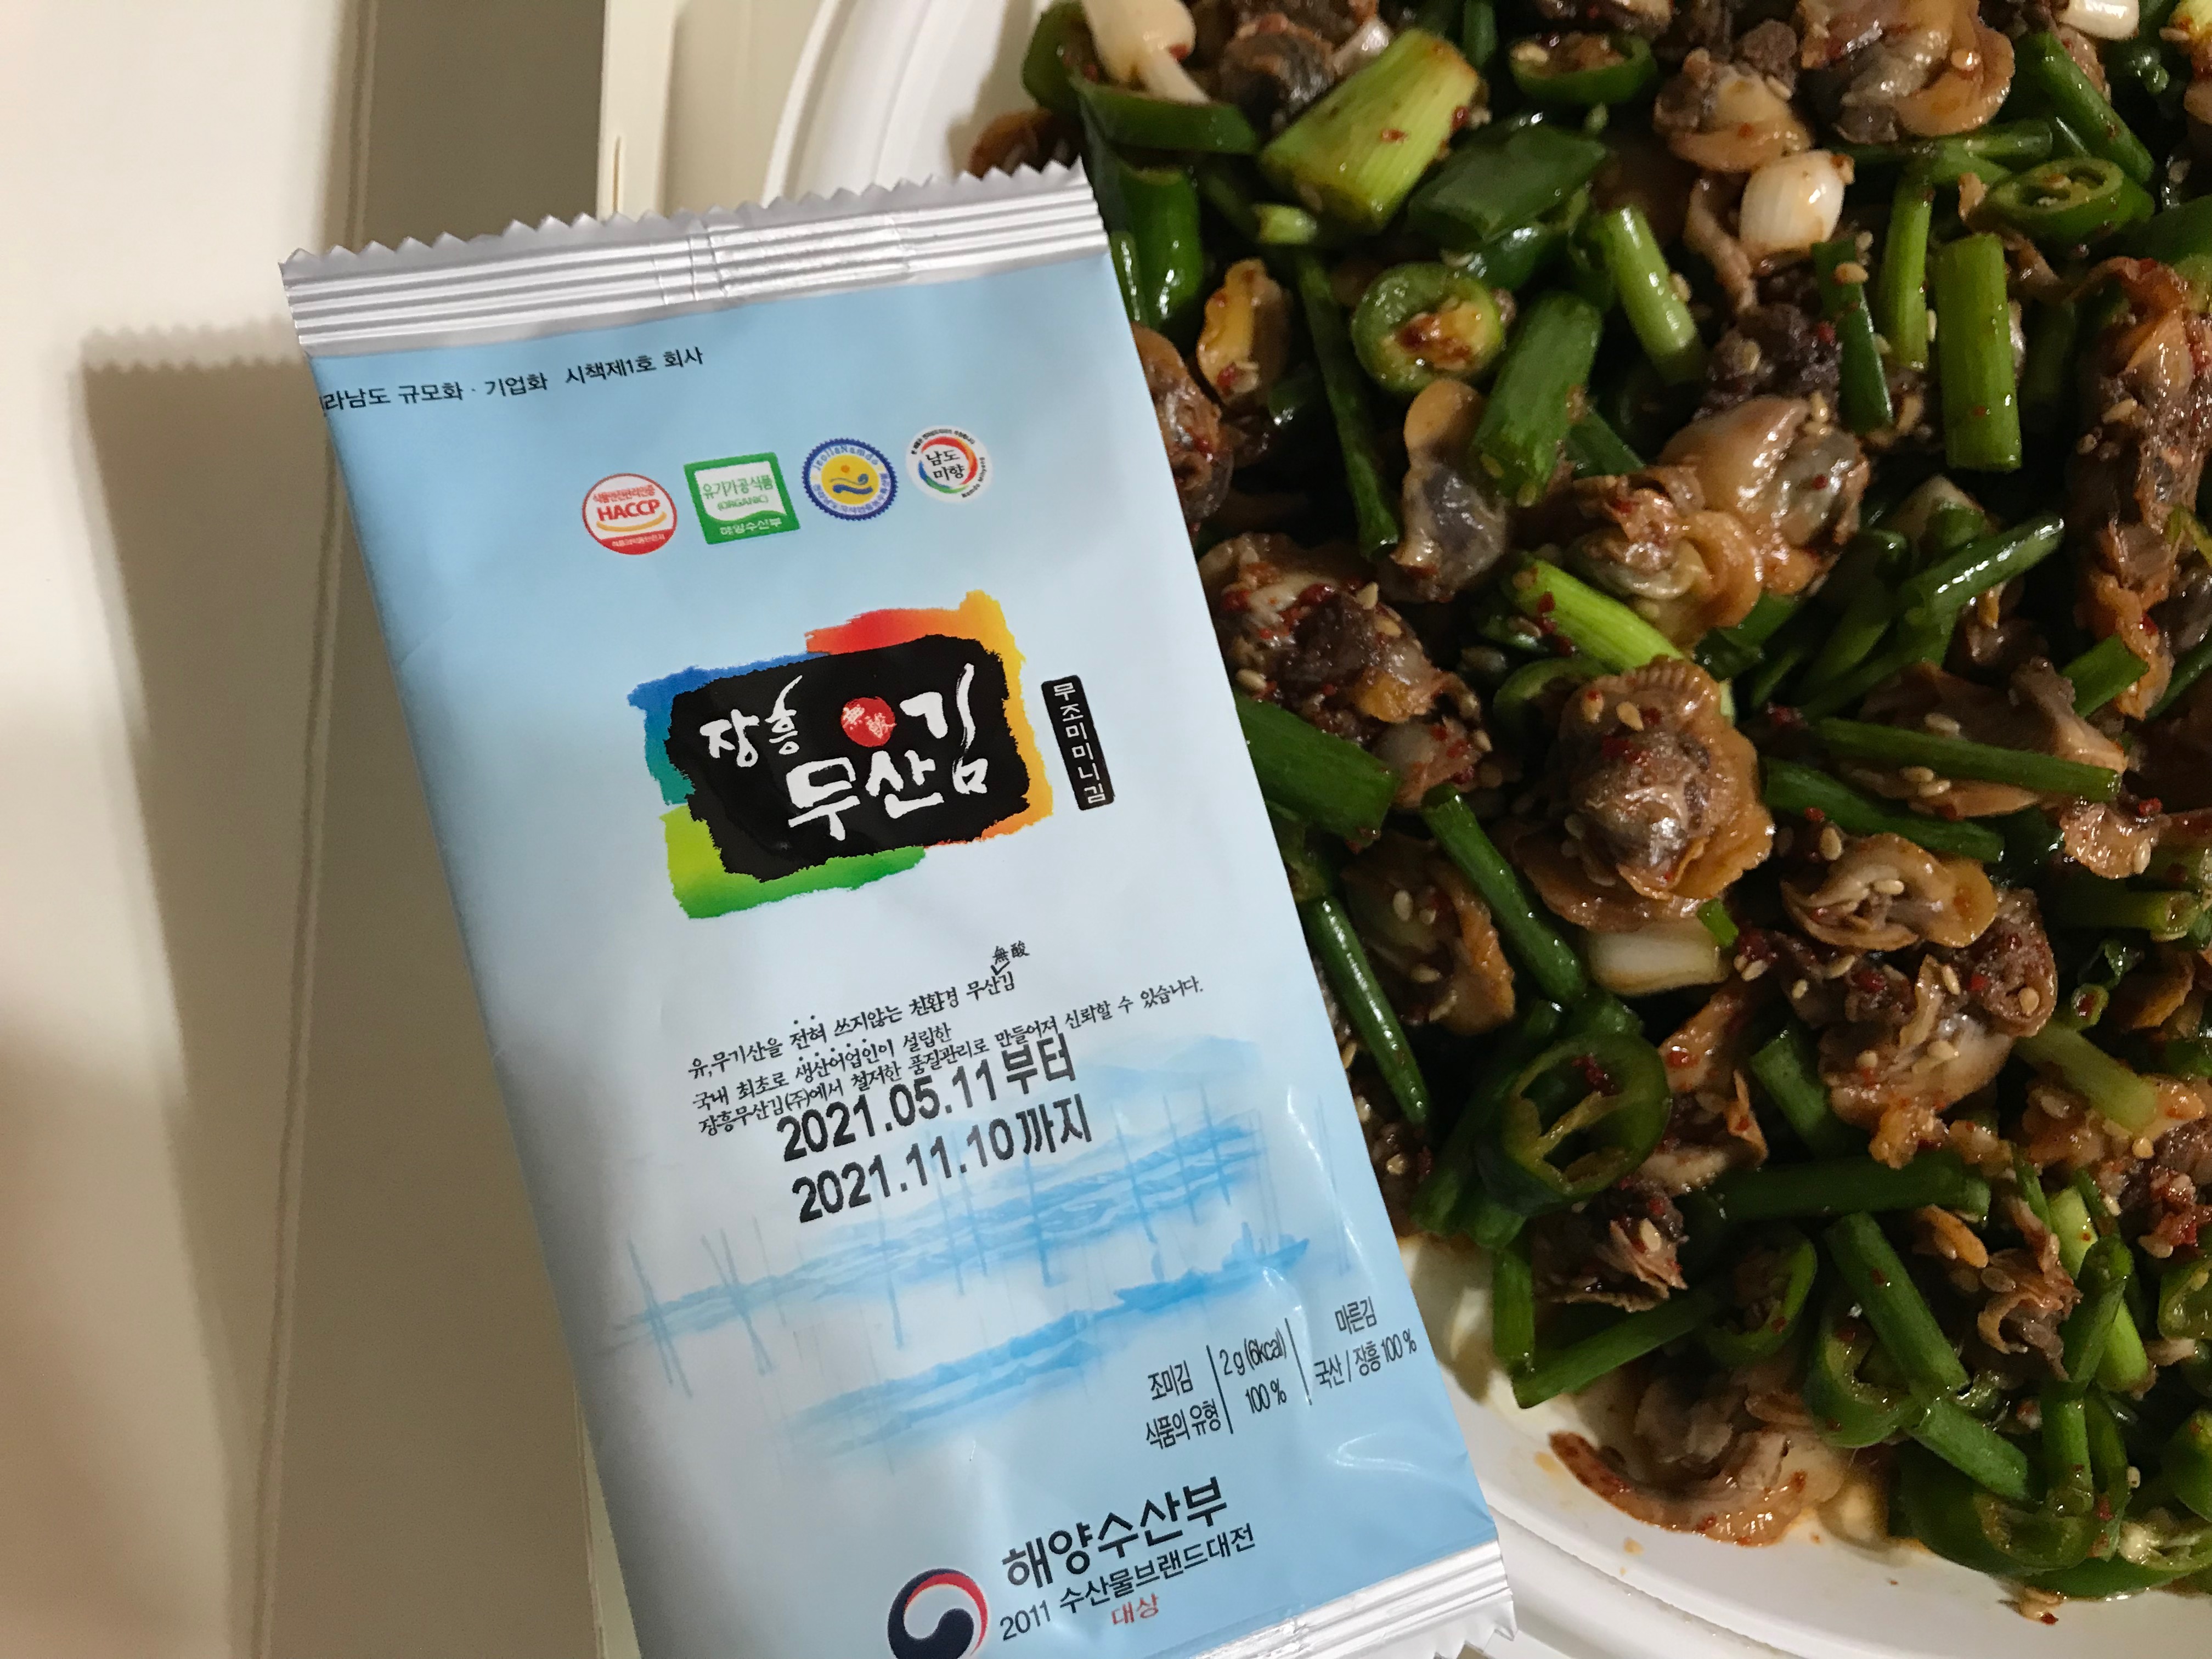 라남도 규모화 · 기업화 시책제1호 회사
HACCP
유기가공식품
(ORGANIC)
해양수산부
JeollaNamdo
남도
미향
장흥
무산김
無酸
무조미미니김
無酸
유,무기산을 전혀 쓰지않는 친환경 무산김
국내 최초로 생산어업인이 설립한
장흥무산김(주)에서 철저한 품질관리로 만들어져 신뢰할 수 있습니다.
2021.05.11부터
2021.11.10까지
조미김 2g (6kcal) 마른김
식품의 유형 100% 국산 / 장흥 100%
해양수산부
2011 수산물브랜드대전
대상